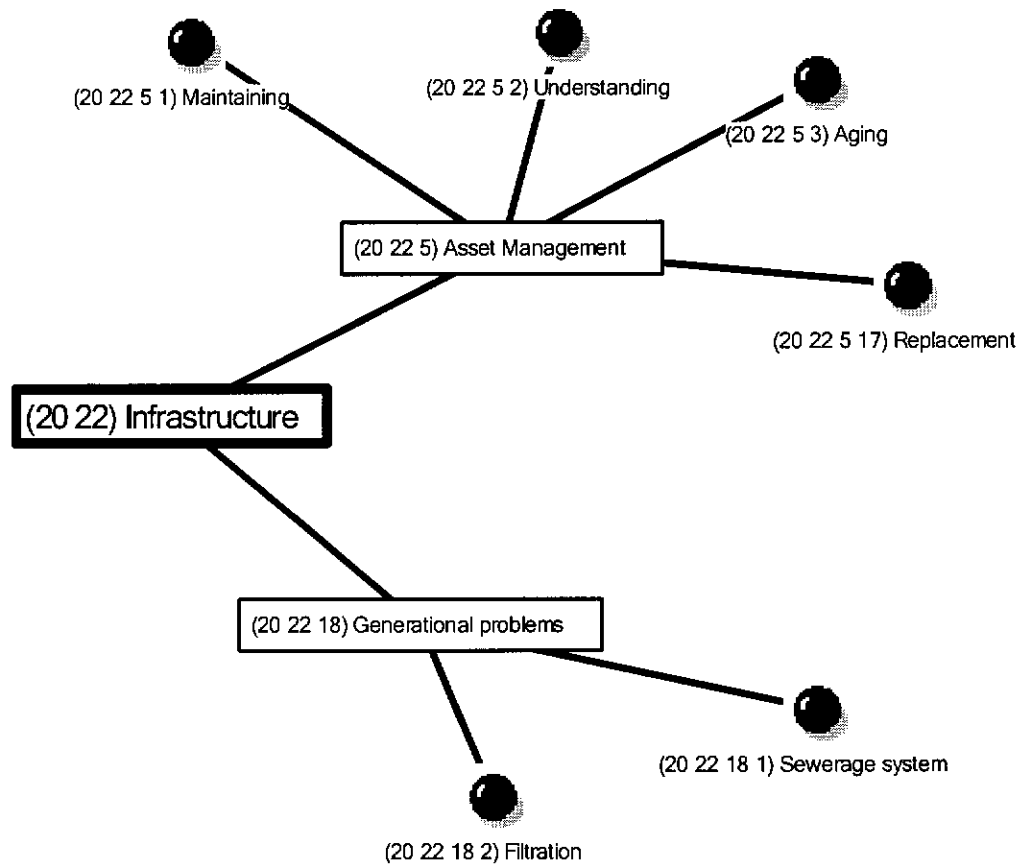 (20 22 5 1) Maintaining
(20 22 5 2) Understanding
(20 22 5 3) Aging
(20 22 5) Asset Management
(20 22 5 17) Replacement
(20 22) Infrastructure
(20 22 18) Generational problems
(20 22 18 1) Sewerage system
(20 22 18 2) Filtration